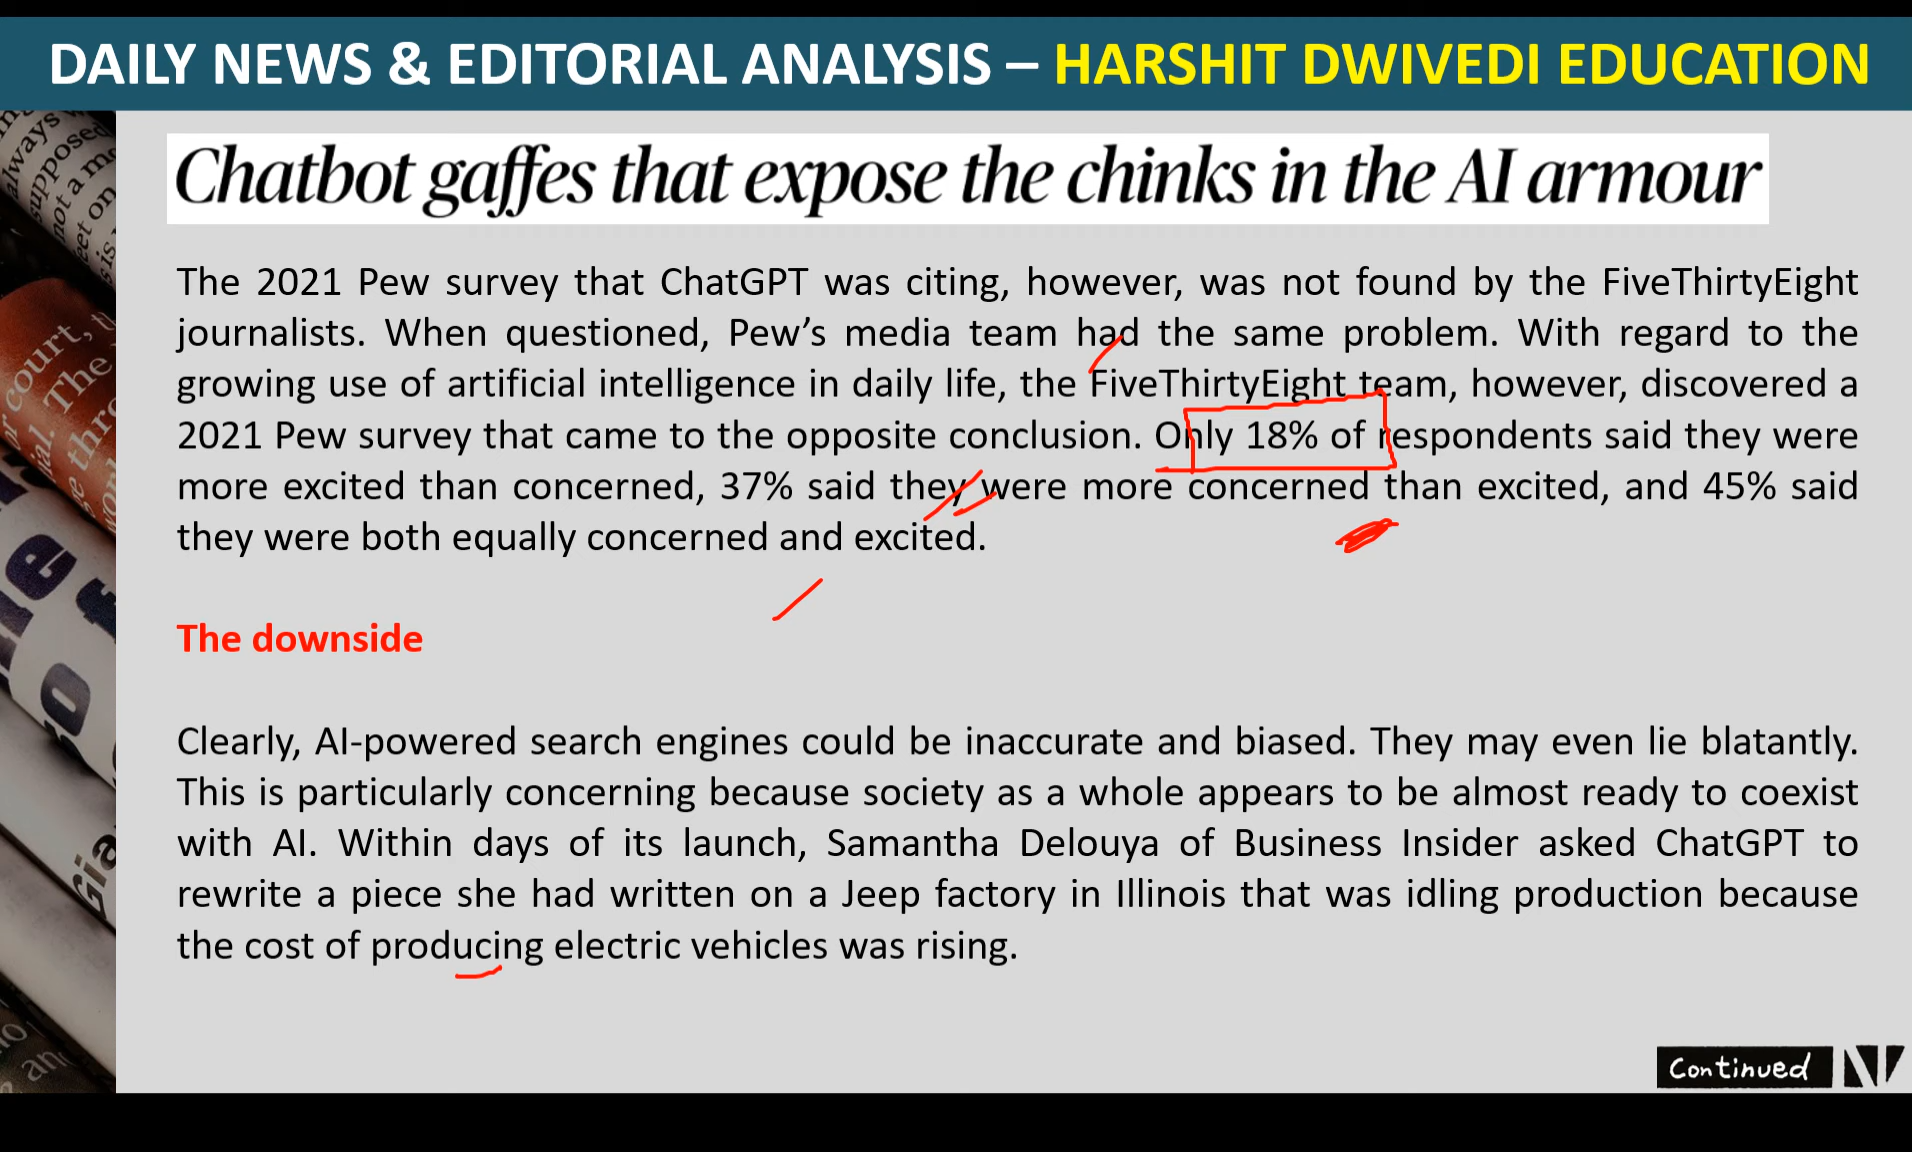 DAILY NEWS & EDITORIAL ANALYSIS – HARSHIT DWIVEDI EDUCATION
Chatbot gaffes that expose the chinks in the AI armour
The 2021 Pew survey that ChatGPT was citing, however, was not found by the FiveThirtyEight
journalists. When questioned, Pew’s media team had the same problem. With regard to the
growing use of artificial intelligence in daily life, the FiveThirtyEight team, however, discovered a
2021 Pew survey that came to the opposite conclusion. Only 18% of respondents said they were
more excited than concerned, 37% said they were more concerned than excited, and 45% said
they were both equally concerned and excited.
The downside
Clearly, AI-powered search engines could be inaccurate and biased. They may even lie blatantly.
This is particularly concerning because society as a whole appears to be almost ready to coexist
with AI. Within days of its launch, Samantha Delouya of Business Insider asked ChatGPT to
rewrite a piece she had written on a Jeep factory in Illinois that was idling production because
the cost of producing electric vehicles was rising.
Continued
always
supposed
not a
court,
The